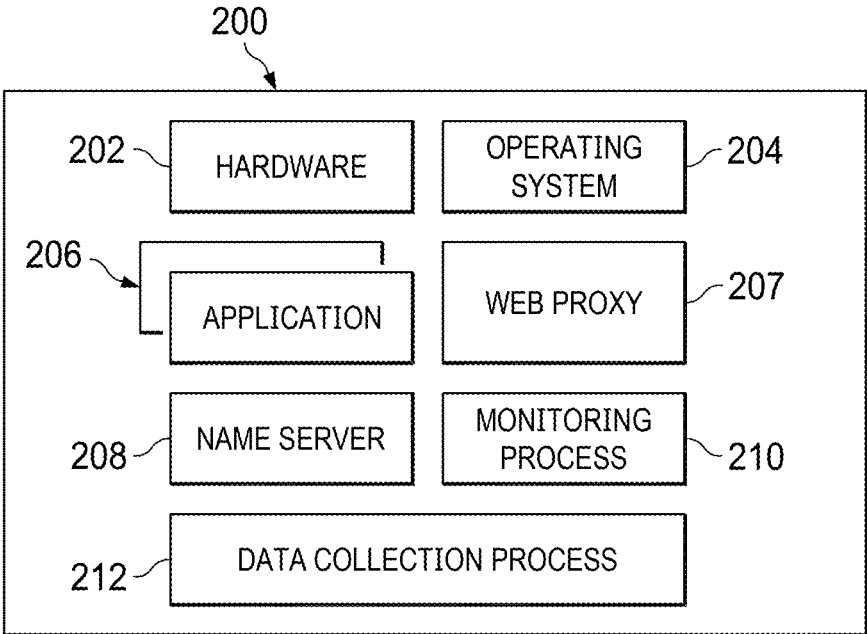 200
202
HARDWARE
OPERATING
SYSTEM
204
206
APPLICATION
WEB PROXY
207
208
NAME SERVER
MONITORING
PROCESS
210
212
DATA COLLECTION PROCESS